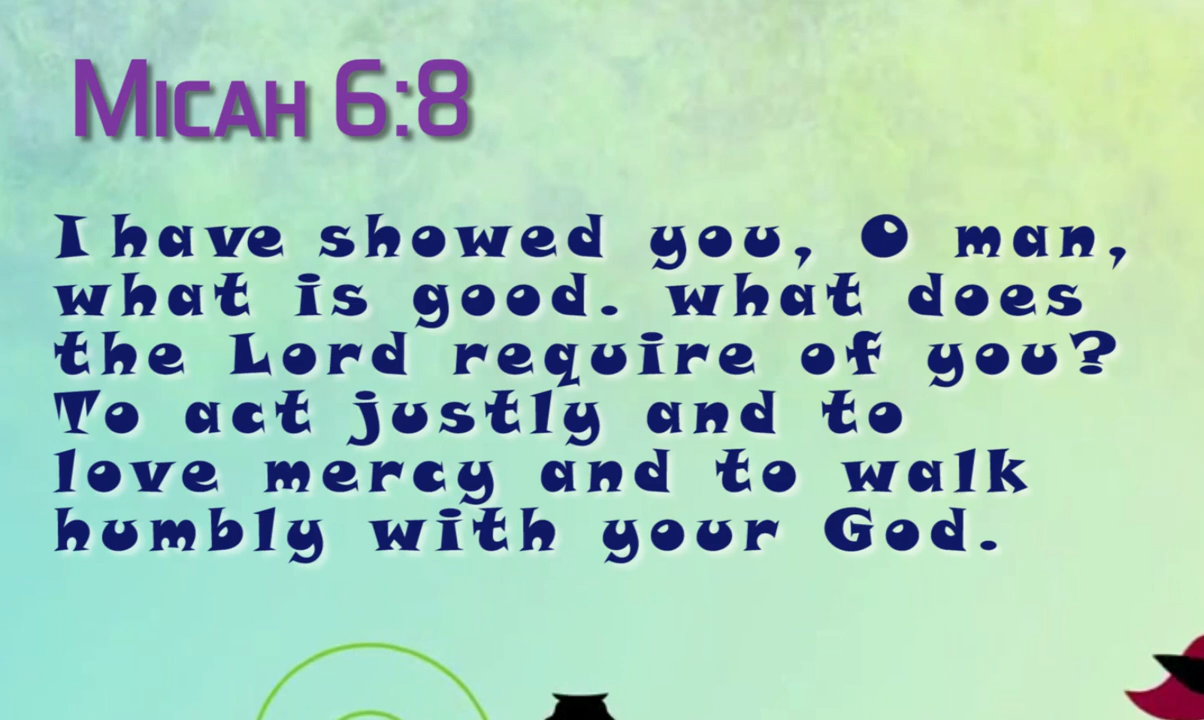 Micah 6:8
I have showed you, O man,
what is good. what does
the Lord require of you?
To act justly and to
love mercy and to walk
humbly with your God.